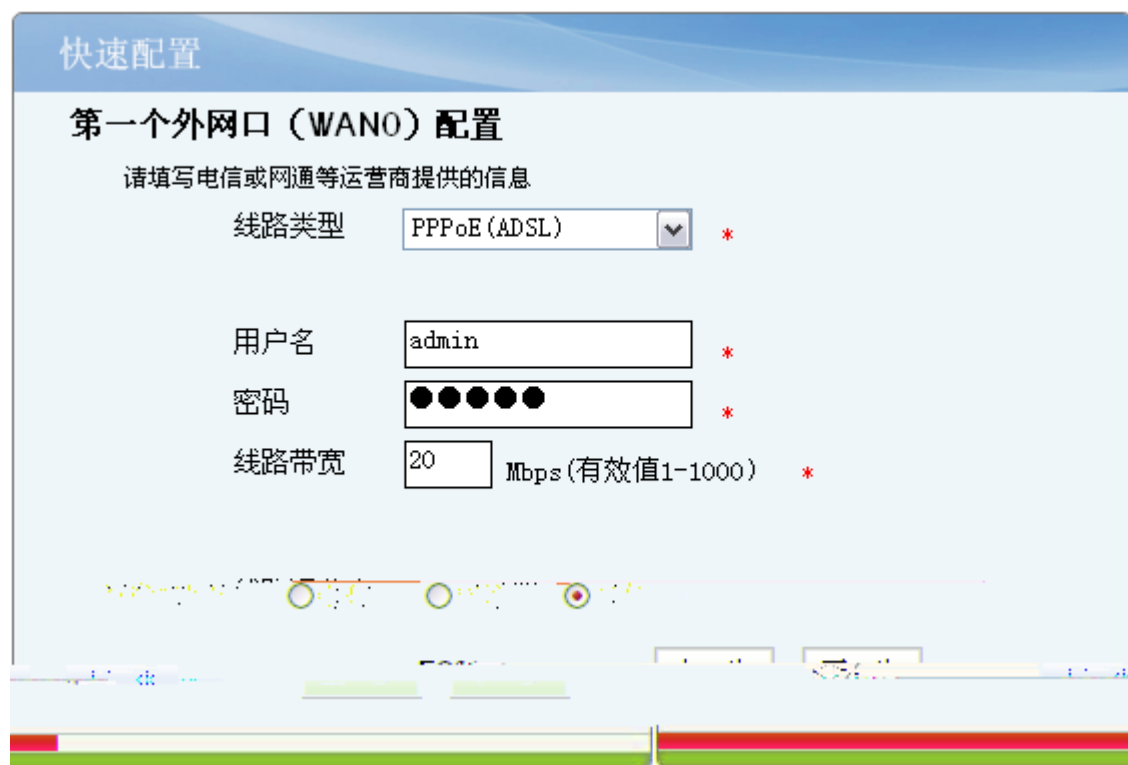 快速配置
第一个外网口（WAN0）配置
请填写电信或网通等运营商提供的信息
线路类型 PPPoE(ADSL) *
用户名 admin *
密码 ●●●●● *
线路带宽 20 Mbps(有效值1-1000) *